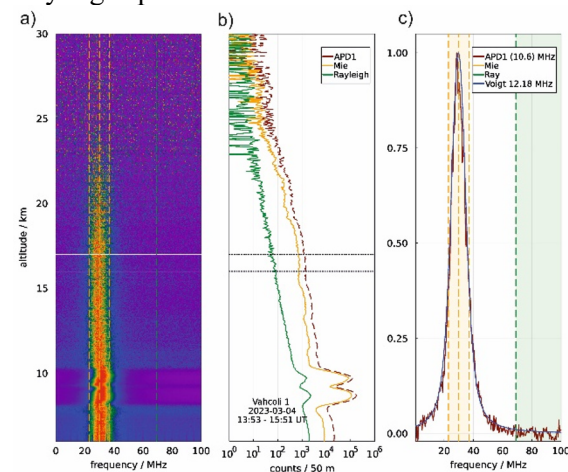 a)
b)
c)
30
25
20
15
10
altitude / km
0
20
40
60
80
100
frequency / MHz
APD1
Mie
Rayleigh
Vahcoli 1
2023-03-04
13:53 - 15:51 UT
10⁰
10¹
10²
10³
10⁴
10⁵
10⁶
counts / 50 m
1.00
0.75
0.50
0.25
0.00
APD1 (10.6) MHz
Mie
Ray
Voigt 12.18 MHz
20
40
60
80
100
frequency / MHz